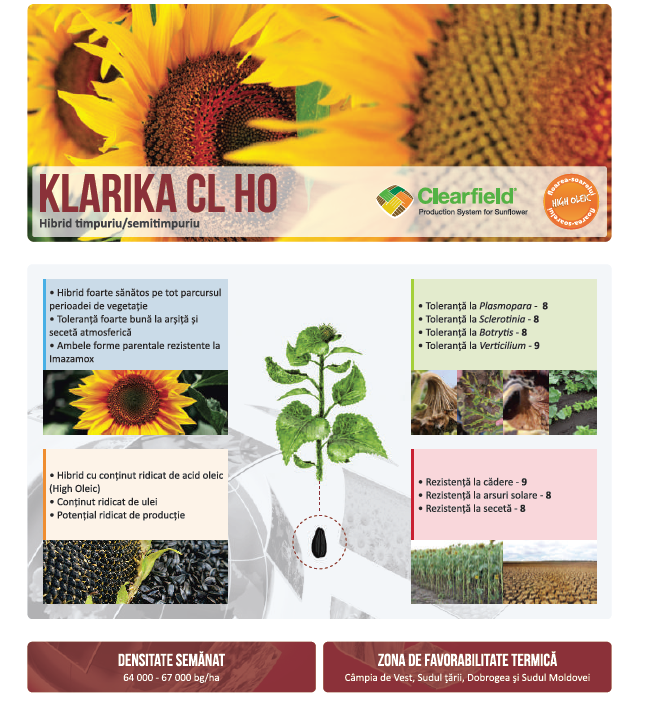 KLARIKA CL HO
Hibrid timpuriu/semitimpuriu
Clearfield®
Production System for Sunflower
floarea-soarelui
HIGH OLEIC
floarea-soarelui
• Hibrid foarte sănătos pe tot parcursul
perioadei de vegetație
• Toleranță foarte bună la arșiță și
secetă atmosferică
• Ambele forme parentale rezistente la
Imazamox
• Toleranță la Plasmopara - 8
• Toleranță la Sclerotinia - 8
• Toleranță la Botrytis - 8
• Toleranță la Verticilium - 9
• Hibrid cu conținut ridicat de acid oleic
(High Oleic)
• Conținut ridicat de ulei
• Potențial ridicat de producție
• Rezistență la cădere - 9
• Rezistență la arsuri solare - 8
• Rezistență la secetă - 8
DENSITATE SEMĂNAT
64 000 - 67 000 bg/ha
ZONA DE FAVORABILITATE TERMICĂ
Câmpia de Vest, Sudul țării, Dobrogea și Sudul Moldovei